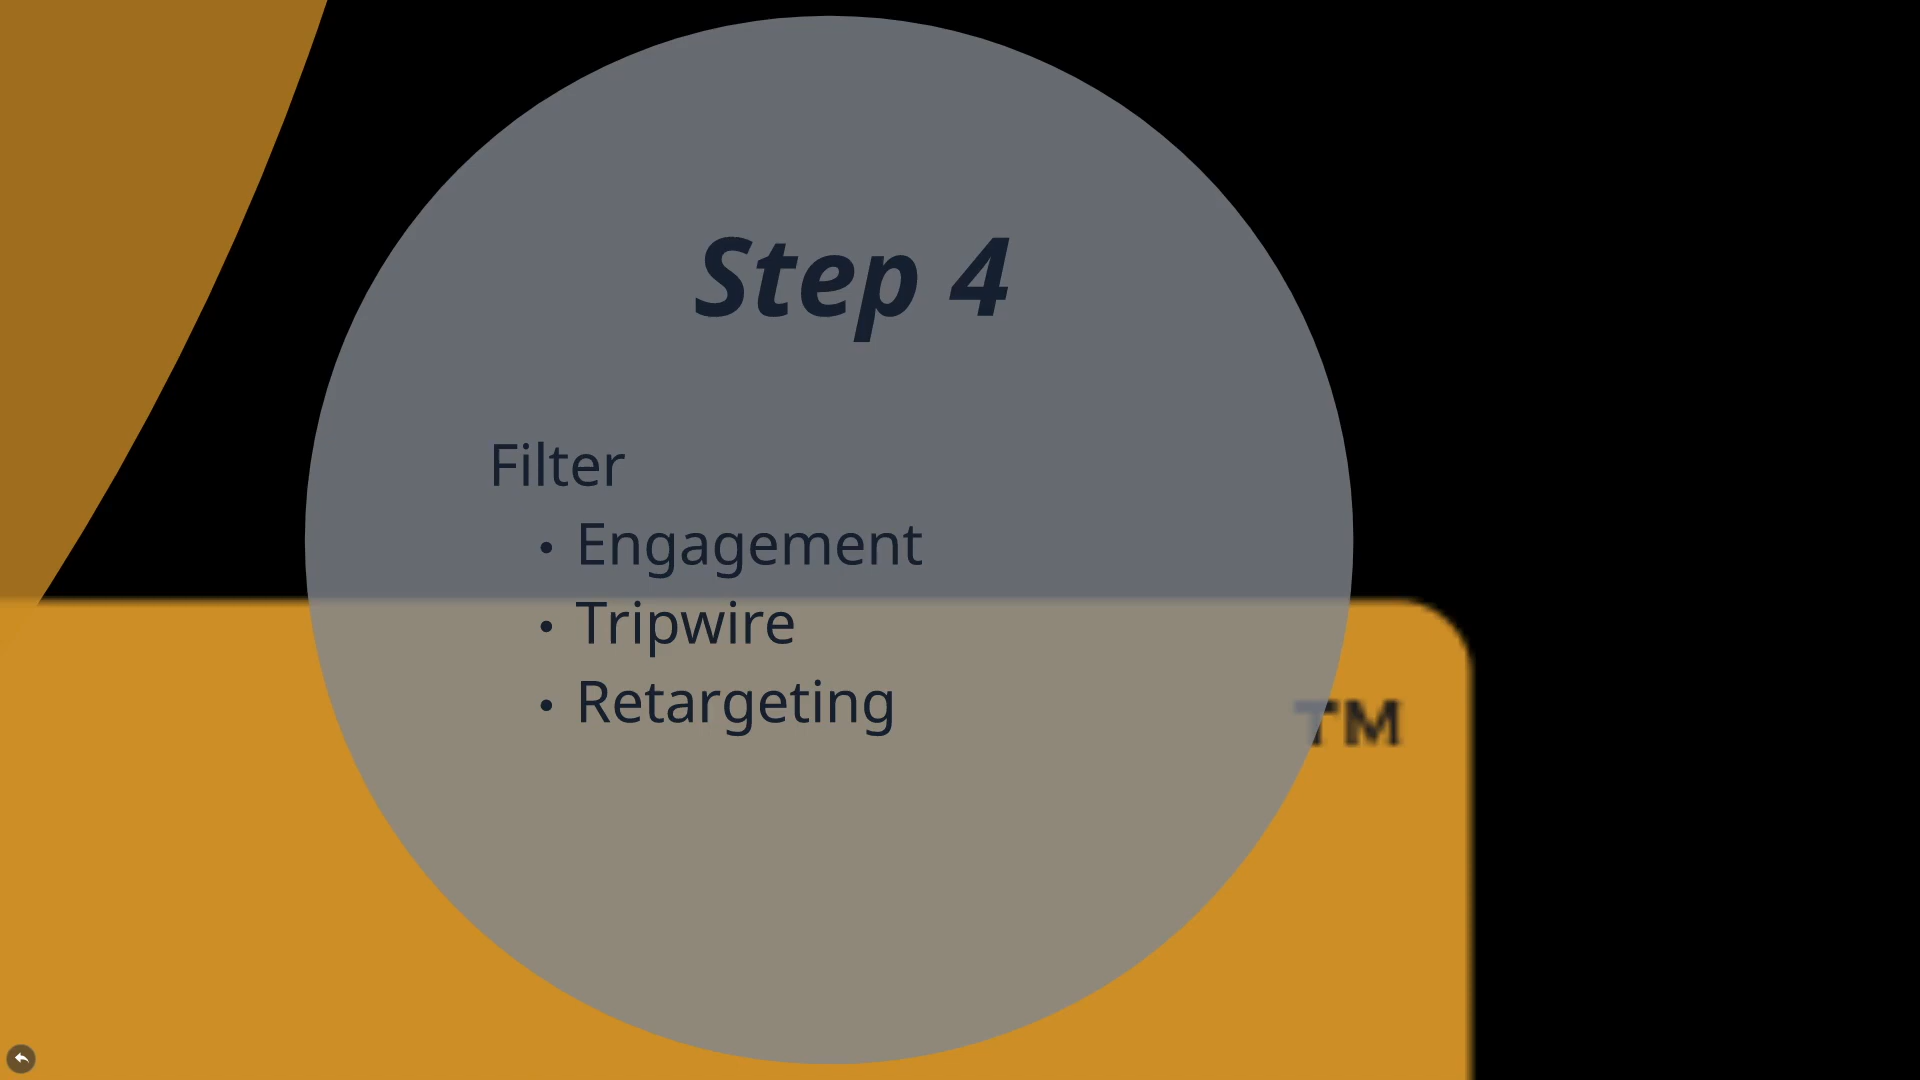 Step 4
Filter
• Engagement
• Tripwire
• Retargeting
TM